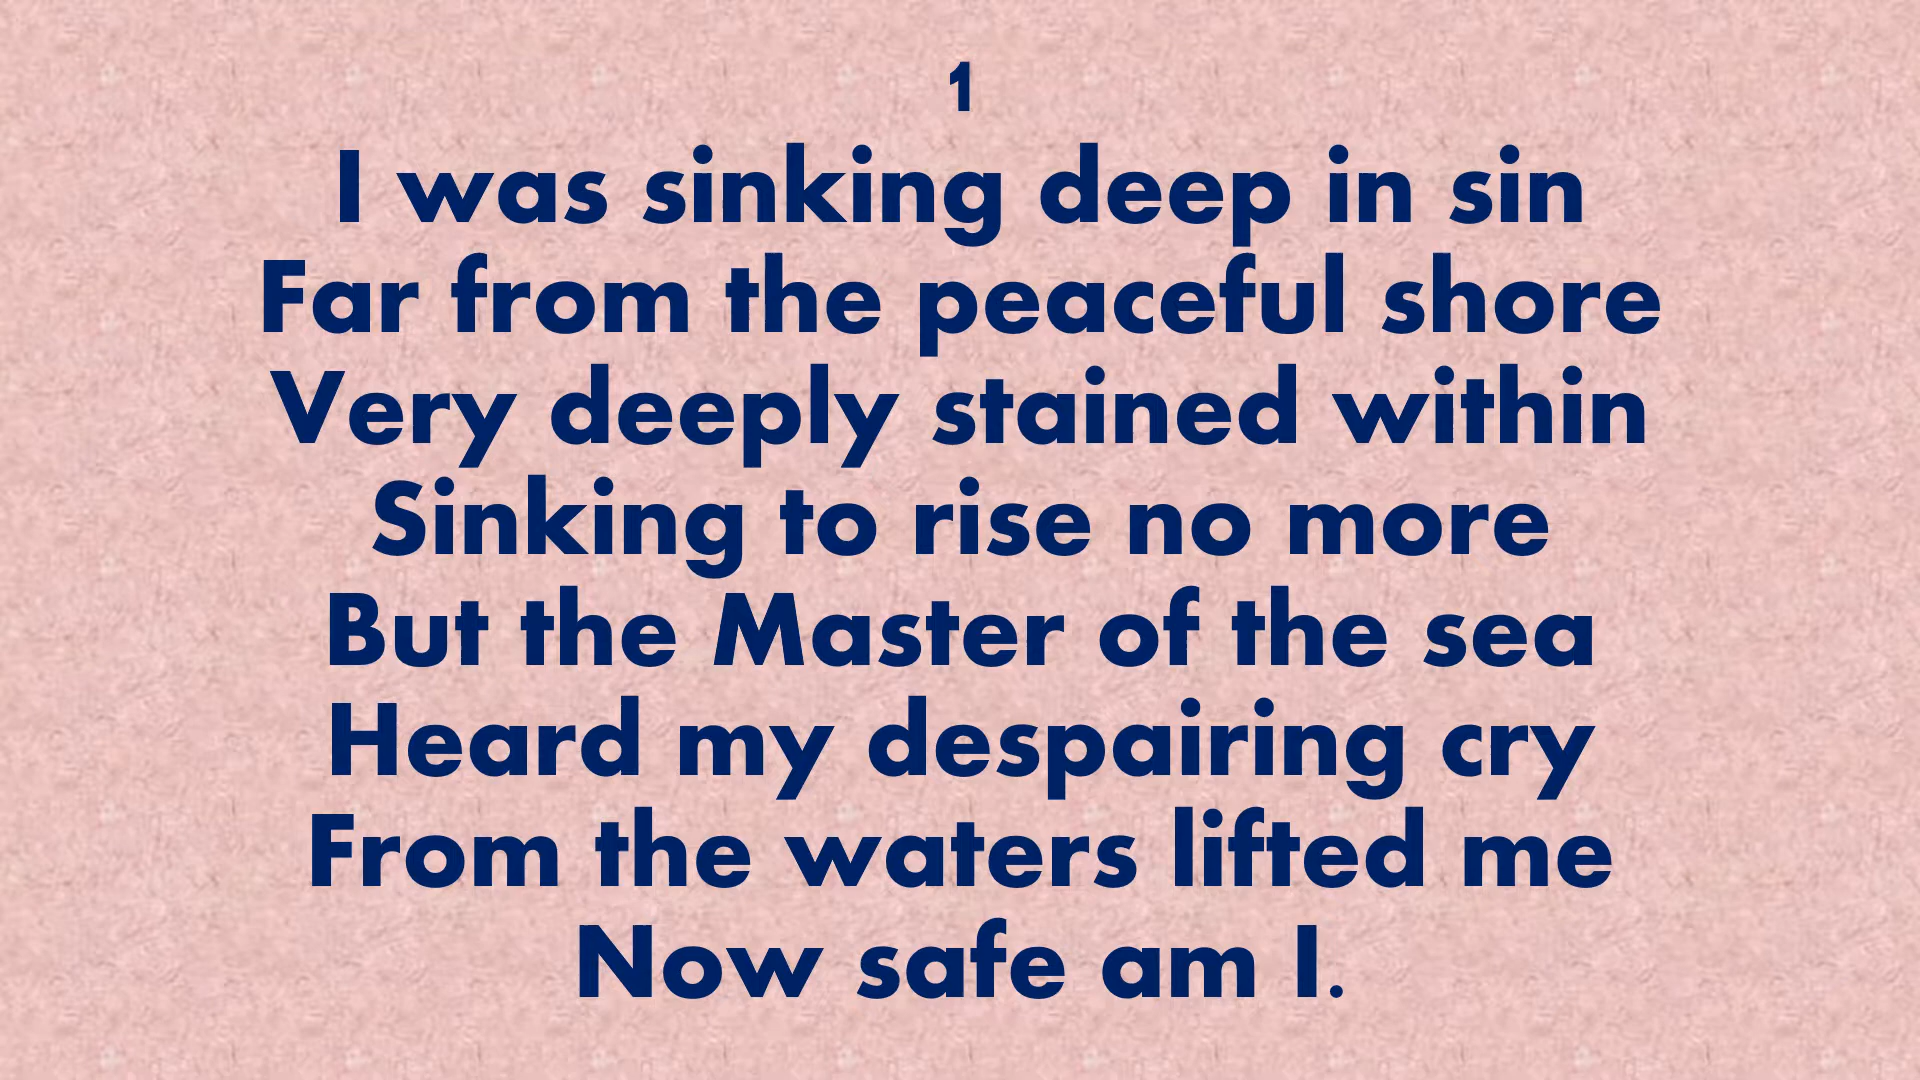 1
I was sinking deep in sin
Far from the peaceful shore
Very deeply stained within
Sinking to rise no more
But the Master of the sea
Heard my despairing cry
From the waters lifted me
Now safe am I.